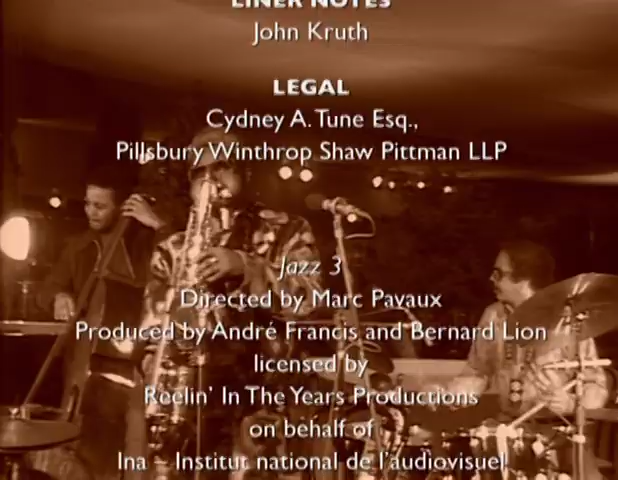 LINER NOTES
John Kruth
LEGAL
Cydney A. Tune Esq.,
Pillsbury Winthrop Shaw Pittman LLP
Jazz 3
Directed by Marc Pavaux
Produced by André Francis and Bernard Lion
licensed by
Reelin' In The Years Productions
on behalf of
Ina – Institut national de l'audiovisuel